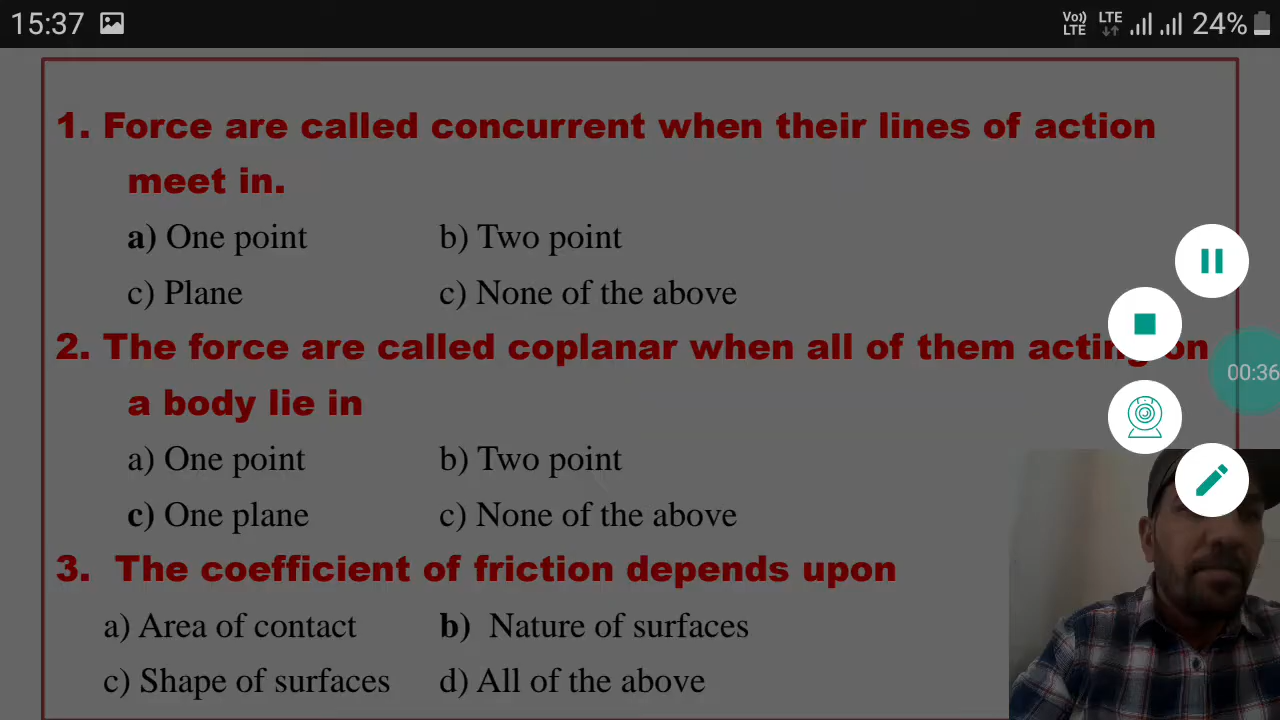 15:37 Vo)) LTE LTE 24%
1. Force are called concurrent when their lines of action
meet in.
a) One point b) Two point
c) Plane c) None of the above
2. The force are called coplanar when all of them acting on
a body lie in
a) One point b) Two point
c) One plane c) None of the above
00:36
3. The coefficient of friction depends upon
a) Area of contact b) Nature of surfaces
c) Shape of surfaces d) All of the above